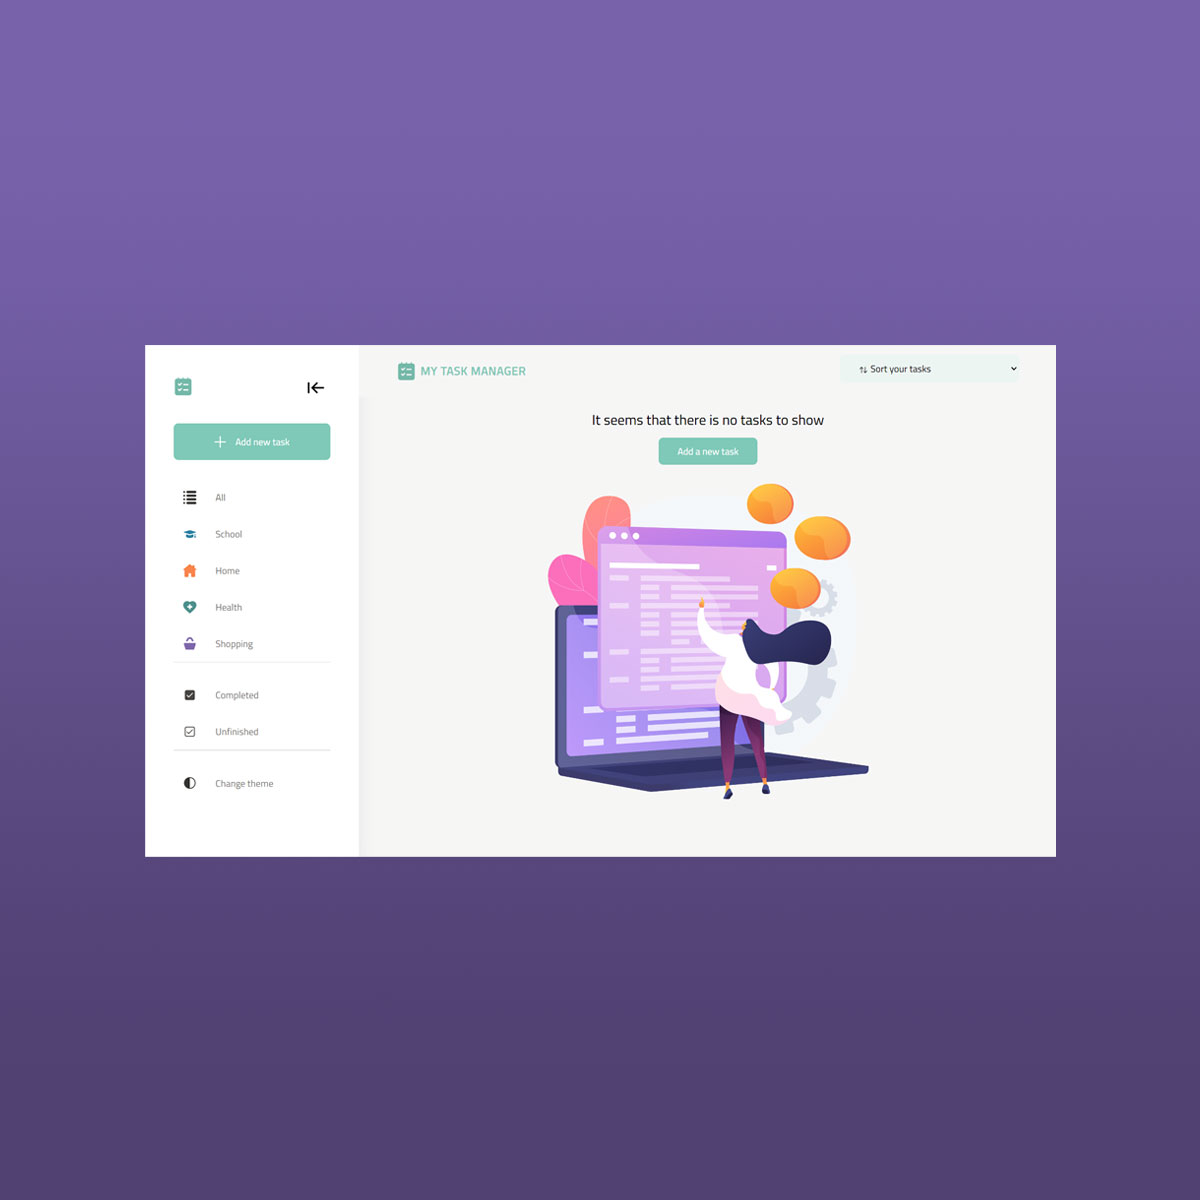 Add new task
All
School
Home
Health
Shopping
Completed
Unfinished
Change theme
MY TASK MANAGER
Sort your tasks
It seems that there is no tasks to show
Add a new task